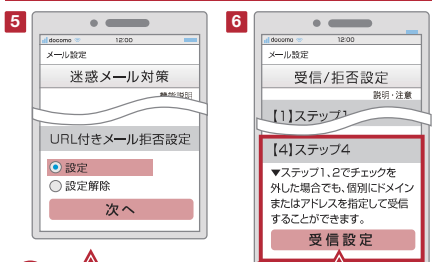 5
docomo 12:00
メール設定
迷惑メール対策
機能説明
URL付きメール拒否設定
設定
設定解除
次へ
6
docomo 12:00
メール設定
受信/拒否設定
説明・注意
【1】ステップ1
【4】ステップ4
▼ステップ1、2でチェックを
外した場合でも、個別にドメイン
またはアドレスを指定して受信
することができます。
受信設定